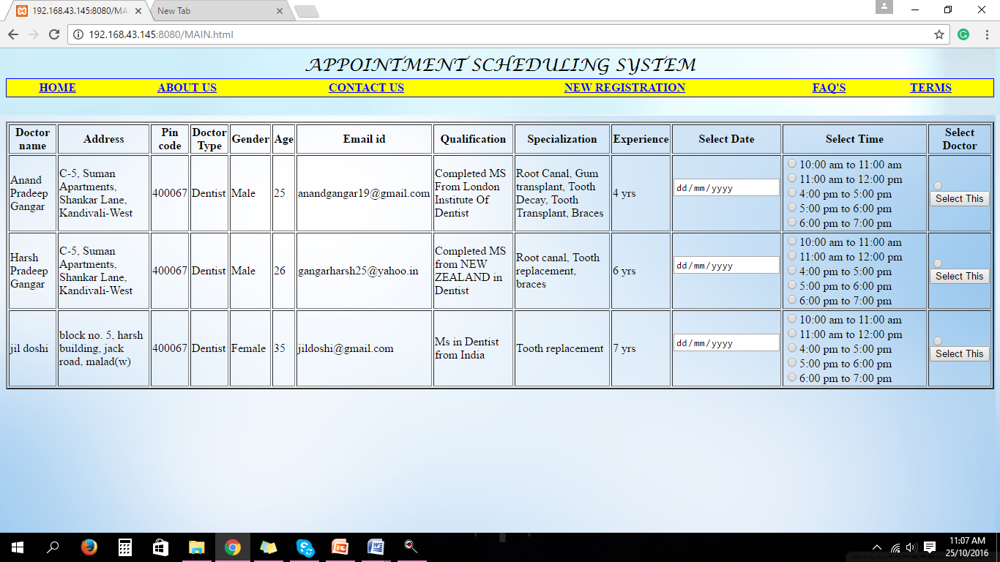 192.168.43.145:8080/MA
New Tab
192.168.43.145:8080/MAIN.html
APPOINTMENT SCHEDULING SYSTEM
HOME ABOUT US CONTACT US NEW REGISTRATION FAQ'S TERMS
Doctor name Address Pin code Doctor Type Gender Age Email id Qualification Specialization Experience Select Date Select Time Select Doctor
Anand
Pradeep
Gangar
C-5, Suman
Apartments,
Shankar Lane,
Kandivali-West
400067
Dentist
Male
25
anandgangar19@gmail.com
Completed MS
From London
Institute Of
Dentist
Root Canal, Gum
transplant, Tooth
Decay, Tooth
Transplant, Braces
4 yrs
dd/mm/yyyy
10:00 am to 11:00 am
11:00 am to 12:00 pm
4:00 pm to 5:00 pm
5:00 pm to 6:00 pm
6:00 pm to 7:00 pm
Select This
Harsh
Pradeep
Gangar
C-5, Suman
Apartments,
Shankar Lane,
Kandivali-West
400067
Dentist
Male
26
gangarharsh25@yahoo.in
Completed MS
from NEW
ZEALAND in
Dentist
Root canal, Tooth
replacement,
braces
6 yrs
dd/mm/yyyy
10:00 am to 11:00 am
11:00 am to 12:00 pm
4:00 pm to 5:00 pm
5:00 pm to 6:00 pm
6:00 pm to 7:00 pm
Select This
jil doshi
block no. 5, harsh
building, jack
road, malad(w)
400067
Dentist
Female
35
jildoshi@gmail.com
Ms in Dentist
from India
Tooth replacement
7 yrs
dd/mm/yyyy
10:00 am to 11:00 am
11:00 am to 12:00 pm
4:00 pm to 5:00 pm
5:00 pm to 6:00 pm
6:00 pm to 7:00 pm
Select This
11:07 AM
25/10/2016